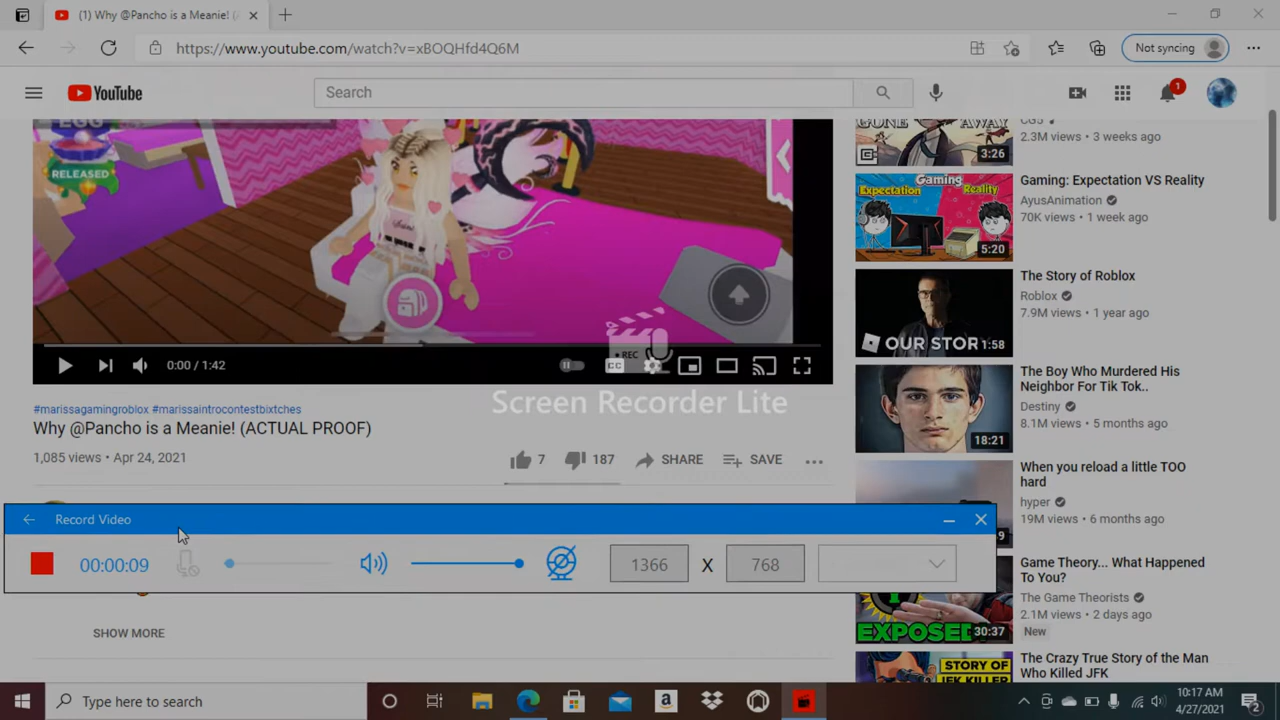 (1) Why @Pancho is a Meanie! (
https://www.youtube.com/watch?v=xBOQHfd4Q6M
Not syncing
YouTube
Search
1
EGG
RELEASED
0:00 / 1:42
REC
CC
Screen Recorder Lite
#marissagamingroblox #marissaintrocontestbixtches
Why @Pancho is a Meanie! (ACTUAL PROOF)
1,085 views • Apr 24, 2021
7
187
SHARE
SAVE
Record Video
00:00:09
1366
X
768
SHOW MORE
GONE AWAY
3:26
CG5
2.3M views • 3 weeks ago
Expectation Gaming Reality
5:20
Gaming: Expectation VS Reality
AyusAnimation
70K views • 1 week ago
OUR STOR
1:58
The Story of Roblox
Roblox
7.9M views • 1 year ago
18:21
The Boy Who Murdered His
Neighbor For Tik Tok..
Destiny
8.1M views • 5 months ago
When you reload a little TOO
hard
hyper
19M views • 6 months ago
EXPOSED
30:37
Game Theory... What Happened
To You?
The Game Theorists
2.1M views • 2 days ago
New
STORY OF
JFK KILLER
The Crazy True Story of the Man
Who Killed JFK
Type here to search
10:17 AM
4/27/2021
2